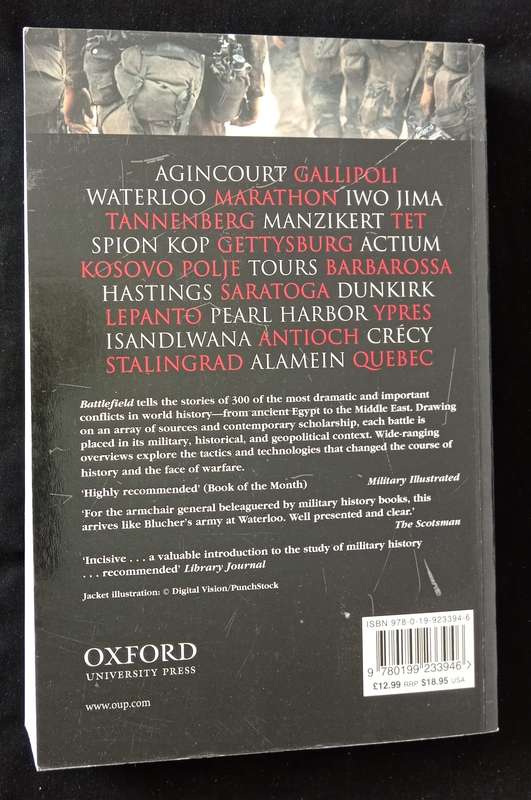 AGINCOURT GALLIPOLI
WATERLOO MARATHON IWO JIMA
TANNENBERG MANZIKERT TET
SPION KOP GETTYSBURG ACTIUM
KOSOVO POLJE TOURS BARBAROSSA
HASTINGS SARATOGA DUNKIRK
LEPANTO PEARL HARBOR YPRES
ISANDLWANA ANTIOCH CRÉCY
STALINGRAD ALAMEIN QUEBEC
Battlefield tells the stories of 300 of the most dramatic and important
conflicts in world history—from ancient Egypt to the Middle East. Drawing
on an array of sources and contemporary scholarship, each battle is
placed in its military, historical, and geopolitical context. Wide-ranging
overviews explore the tactics and technologies that changed the course of
history and the face of warfare.
‘Highly recommended’ (Book of the Month) Military Illustrated
‘For the armchair general beleaguered by military history books, this
arrives like Blucher’s army at Waterloo. Well presented and clear.’
The Scotsman
‘Incisive . . . a valuable introduction to the study of military history
. . . recommended’ Library Journal
Jacket illustration: © Digital Vision/PunchStock
OXFORD
UNIVERSITY PRESS
www.oup.com
ISBN 978-0-19-923394-6
9 780199 233946
£12.99 RRP $18.95 USA